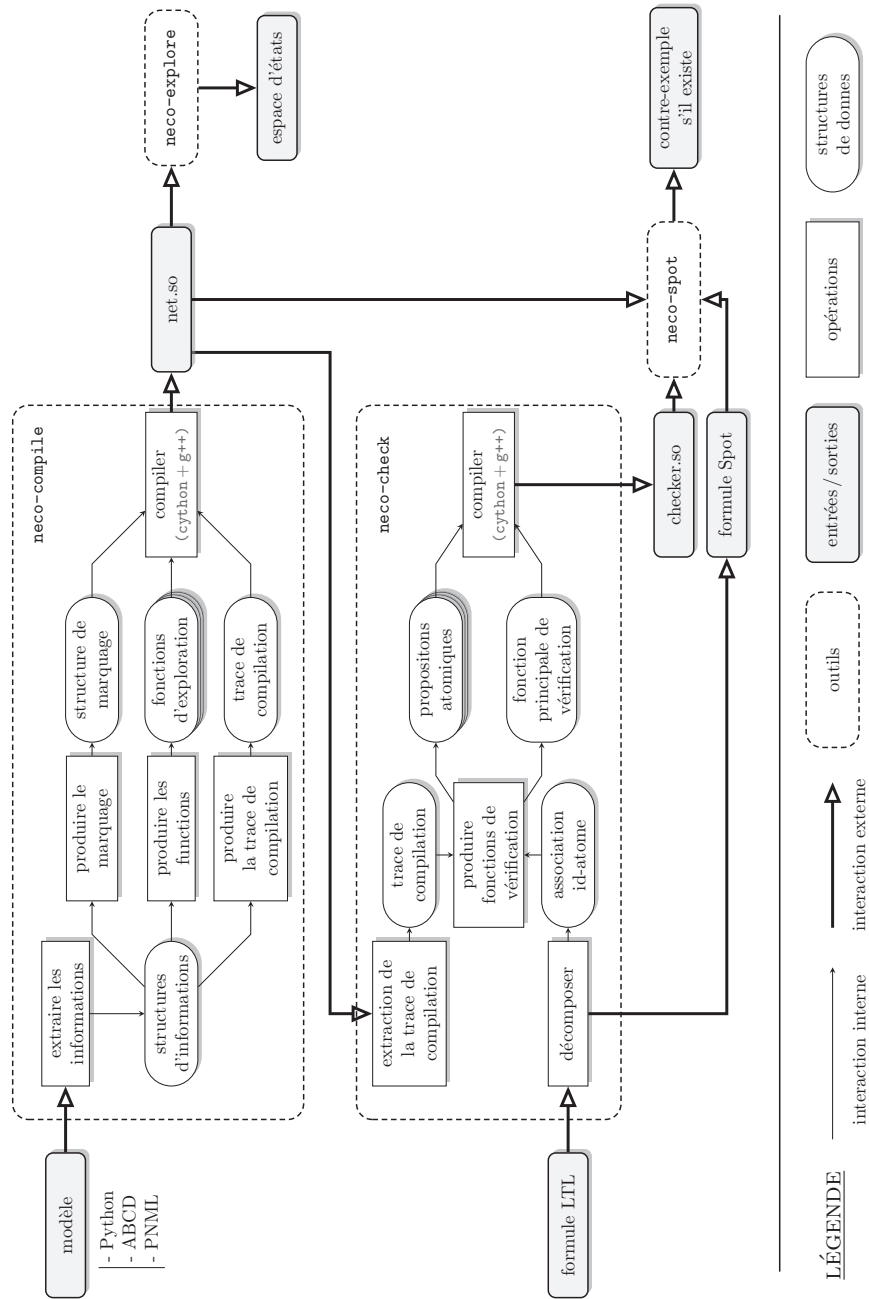 modèle
- Python
- ABCD
- PNML
neco-compile
extraire les
informations
structures
d'informations
produire le
marquage
produire les
functions
produire
la trace de
compilation
structure de
marquage
fonctions
d'exploration
trace de
compilation
compiler
(cython + g++)
net.so
neco-explore
espace d'états
formule LTL
neco-check
extraction de
la trace de
compilation
décomposer
trace de
compilation
produire
fonctions de
vérification
association
id-atome
propositons
atomiques
fonction
principale de
vérification
compiler
(cython + g++)
checker.so
formule Spot
neco-spot
contre-exemple
s'il existe
LÉGENDE
interaction interne
interaction externe
outils
entrées / sorties
opérations
structures
de donnes